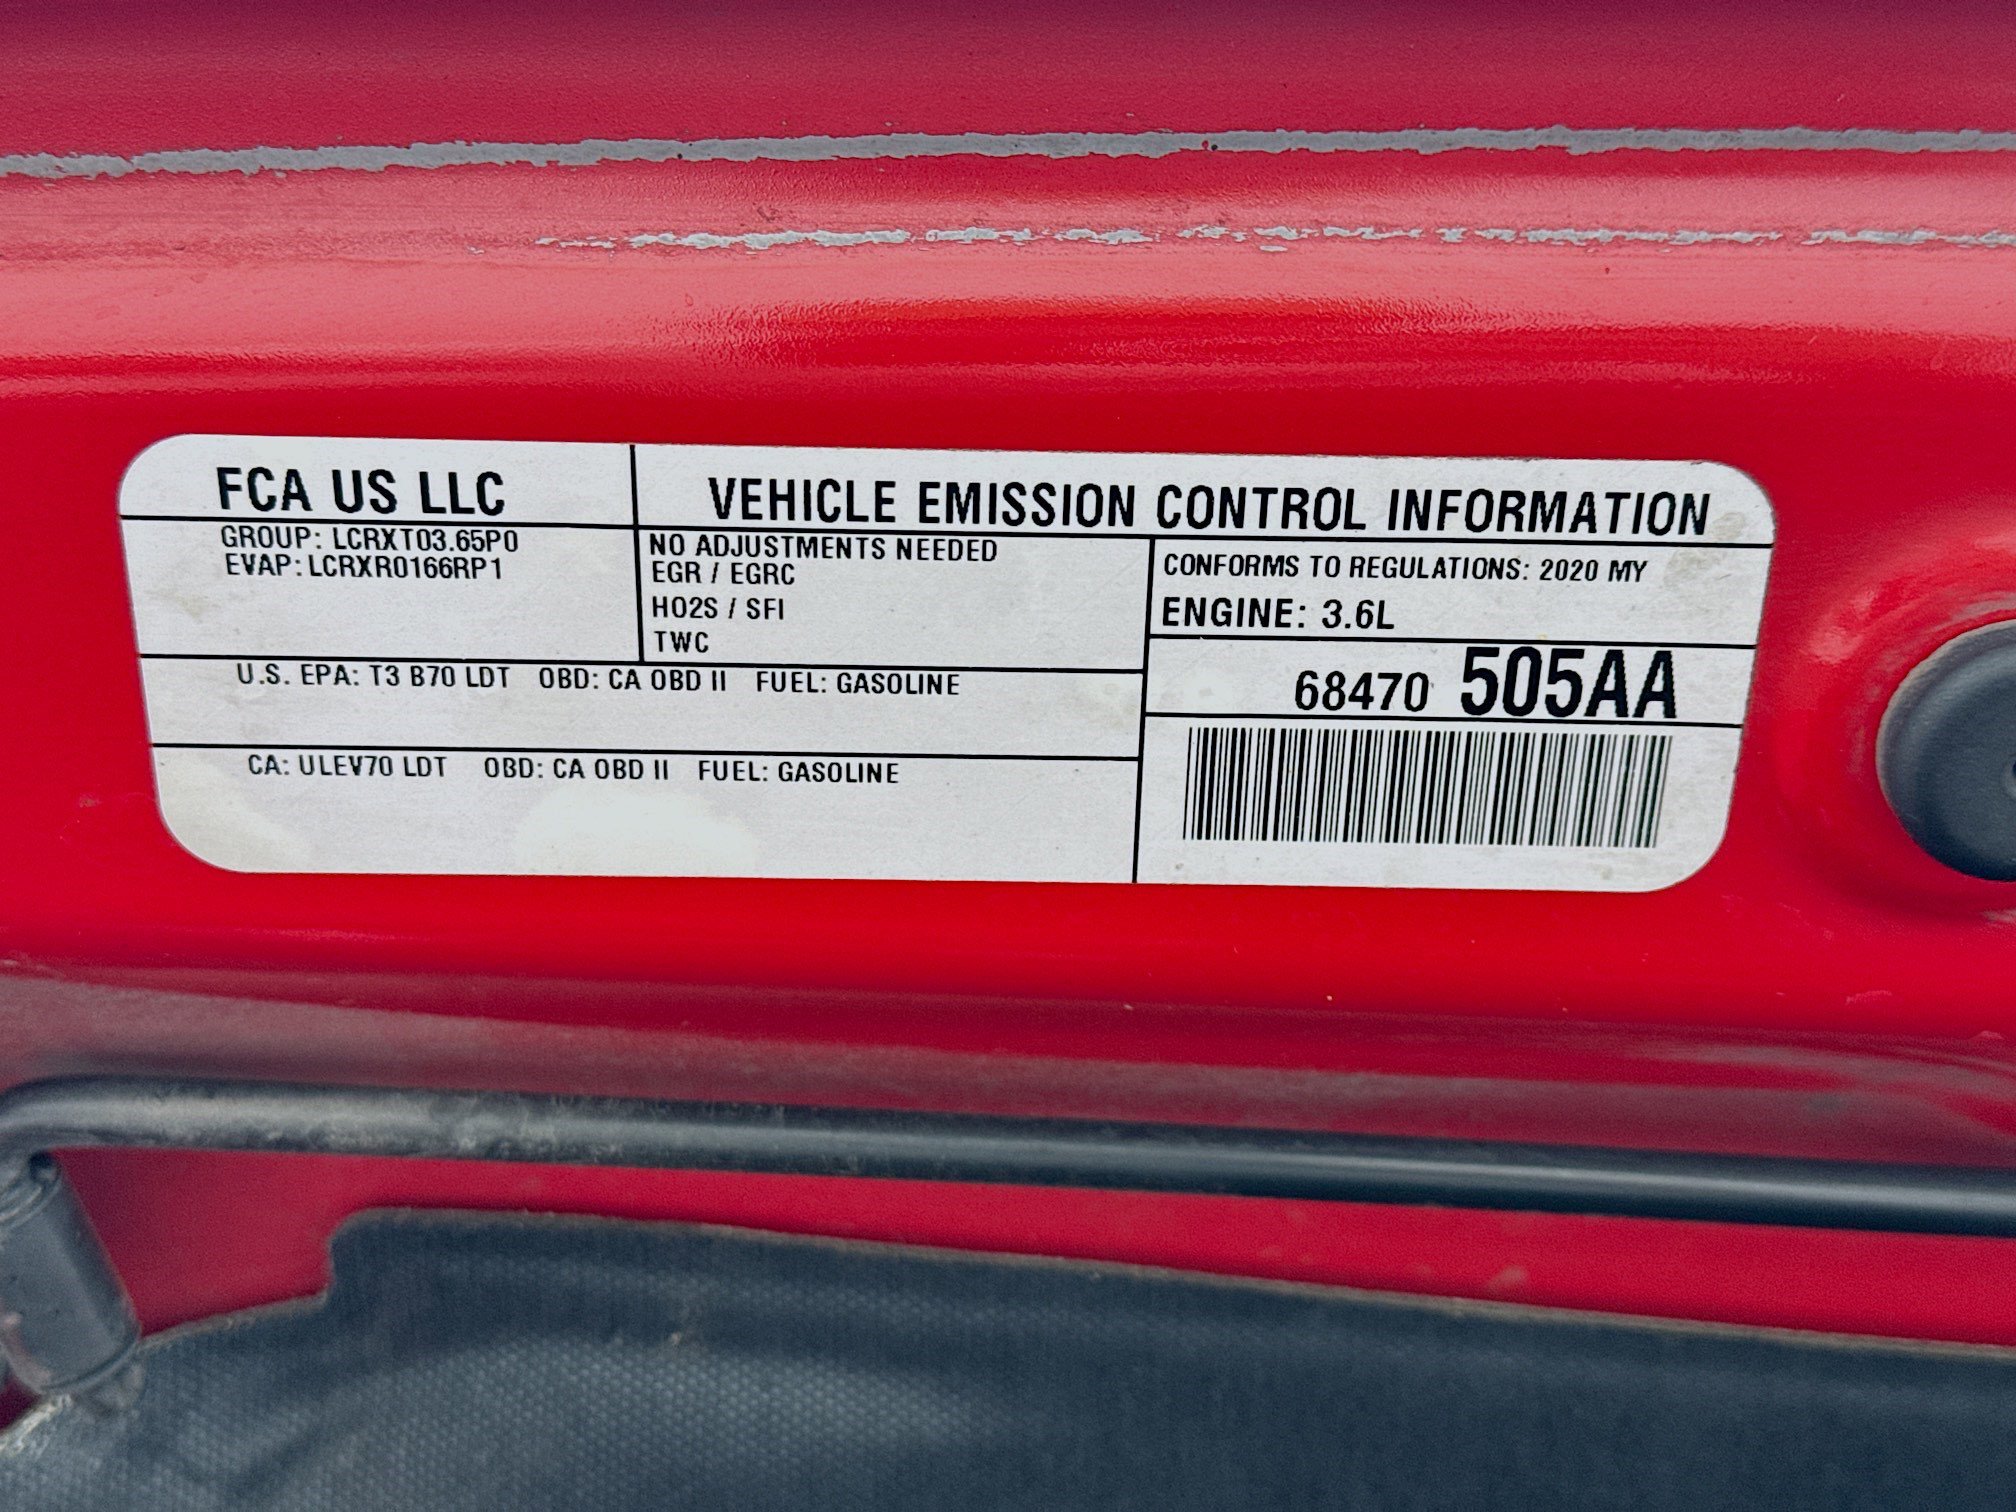 FCA US LLC
VEHICLE EMISSION CONTROL INFORMATION
GROUP: LCRXT03.65P0
EVAP: LCRXR0166RP1
NO ADJUSTMENTS NEEDED
EGR / EGRC
HO2S / SFI
TWC
CONFORMS TO REGULATIONS: 2020 MY
ENGINE: 3.6L
U.S. EPA: T3 B70 LDT OBD: CA OBD II FUEL: GASOLINE
68470 505AA
CA: ULEV70 LDT OBD: CA OBD II FUEL: GASOLINE